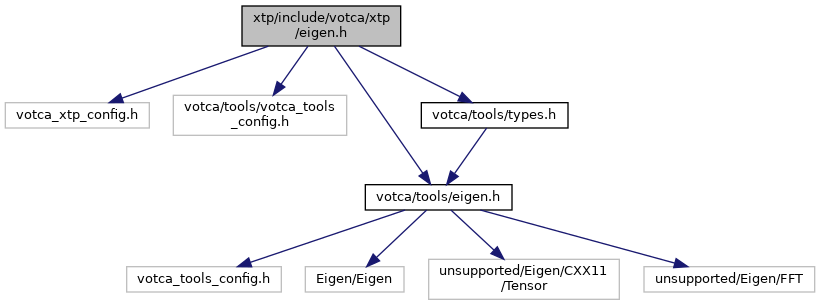 xtp/include/votca/xtp
/eigen.h
votca_xtp_config.h
votca/tools/votca_tools
_config.h
votca/tools/types.h
votca/tools/eigen.h
votca_tools_config.h
Eigen/Eigen
unsupported/Eigen/CXX11
/Tensor
unsupported/Eigen/FFT